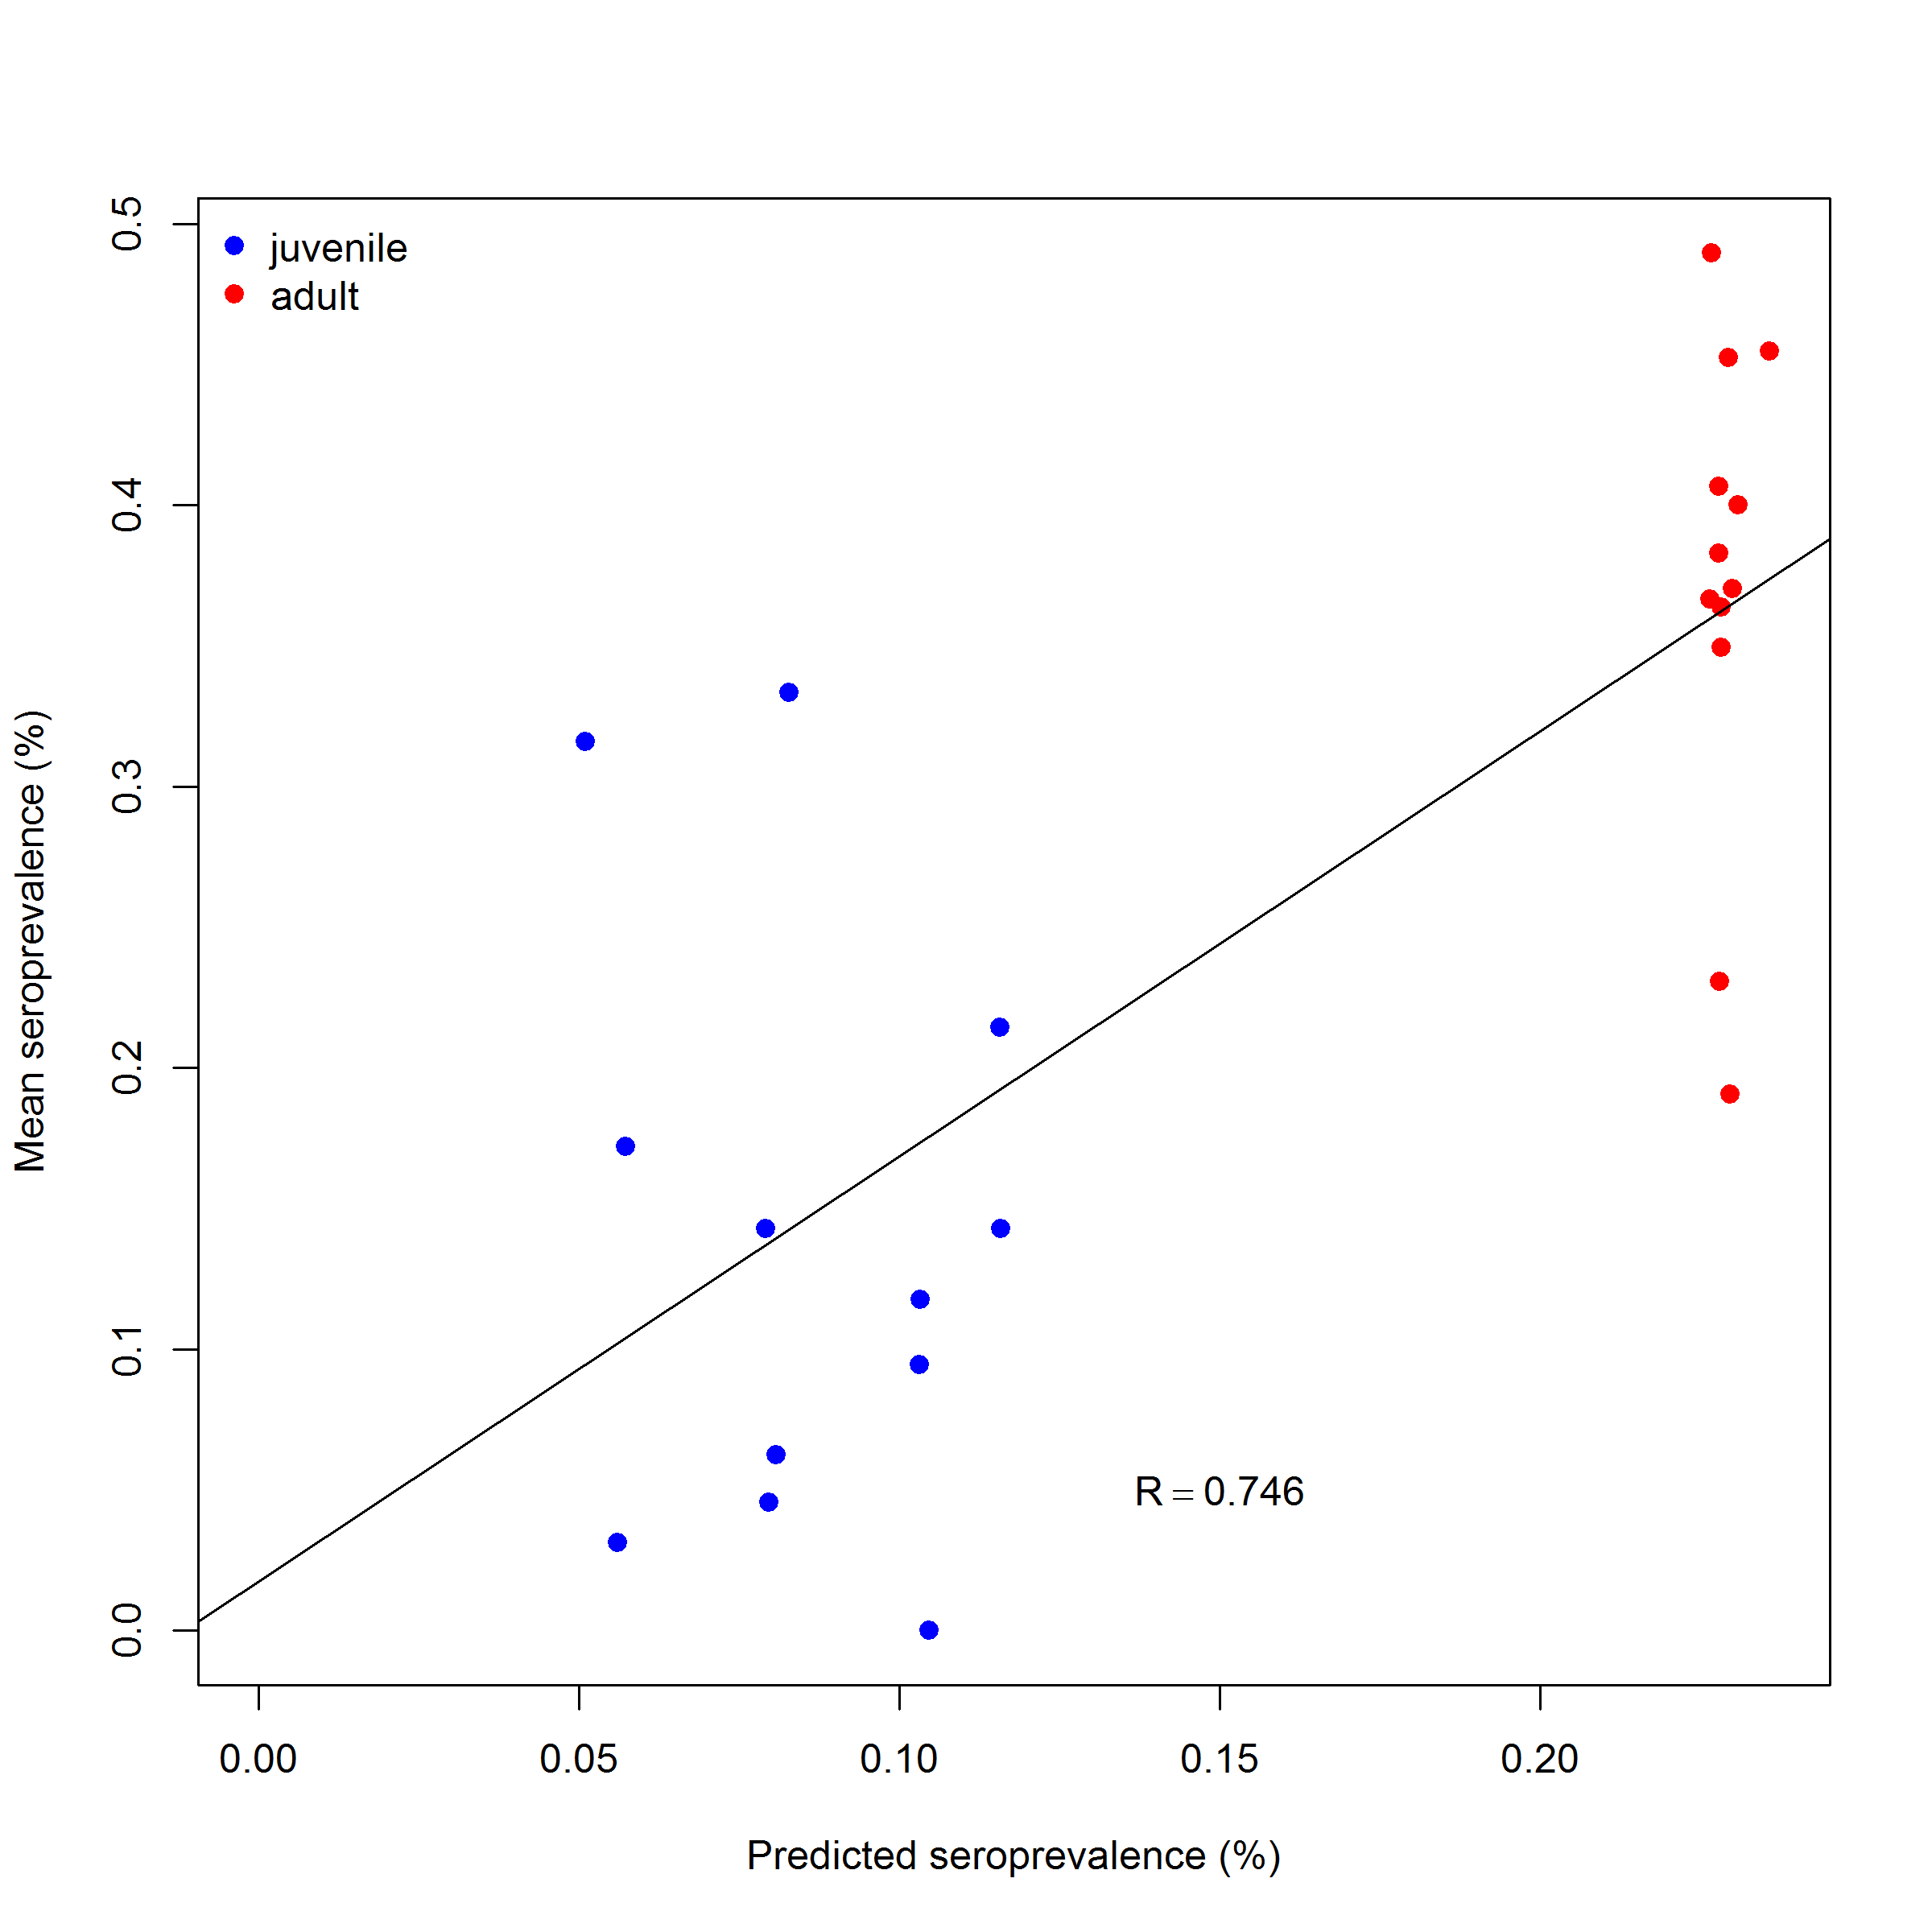 juvenile
adult
0.5
0.4
0.3
0.2
0.1
0.0
Mean seroprevalence (%)
R = 0.746
0.00 0.05 0.10 0.15 0.20
Predicted seroprevalence (%)